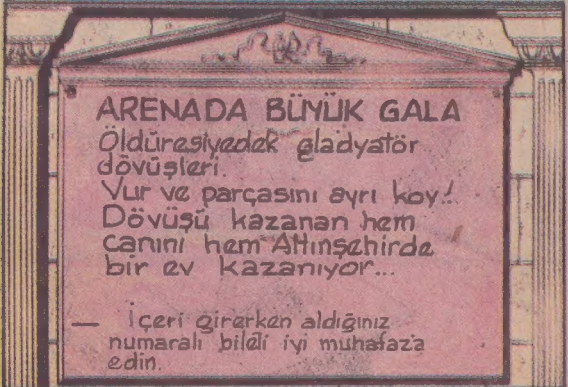 ARENADA BÜYÜK GALA
Öldüresiyedek gladyatör
dövüşleri.
Vur ve parçasını ayrı koy!
Dövüşü kazanan hem
canını hem Altınşehirde
bir ev kazanıyor...
— İçeri girerken aldığınız
numaralı bileti iyi muhafaza
edin.